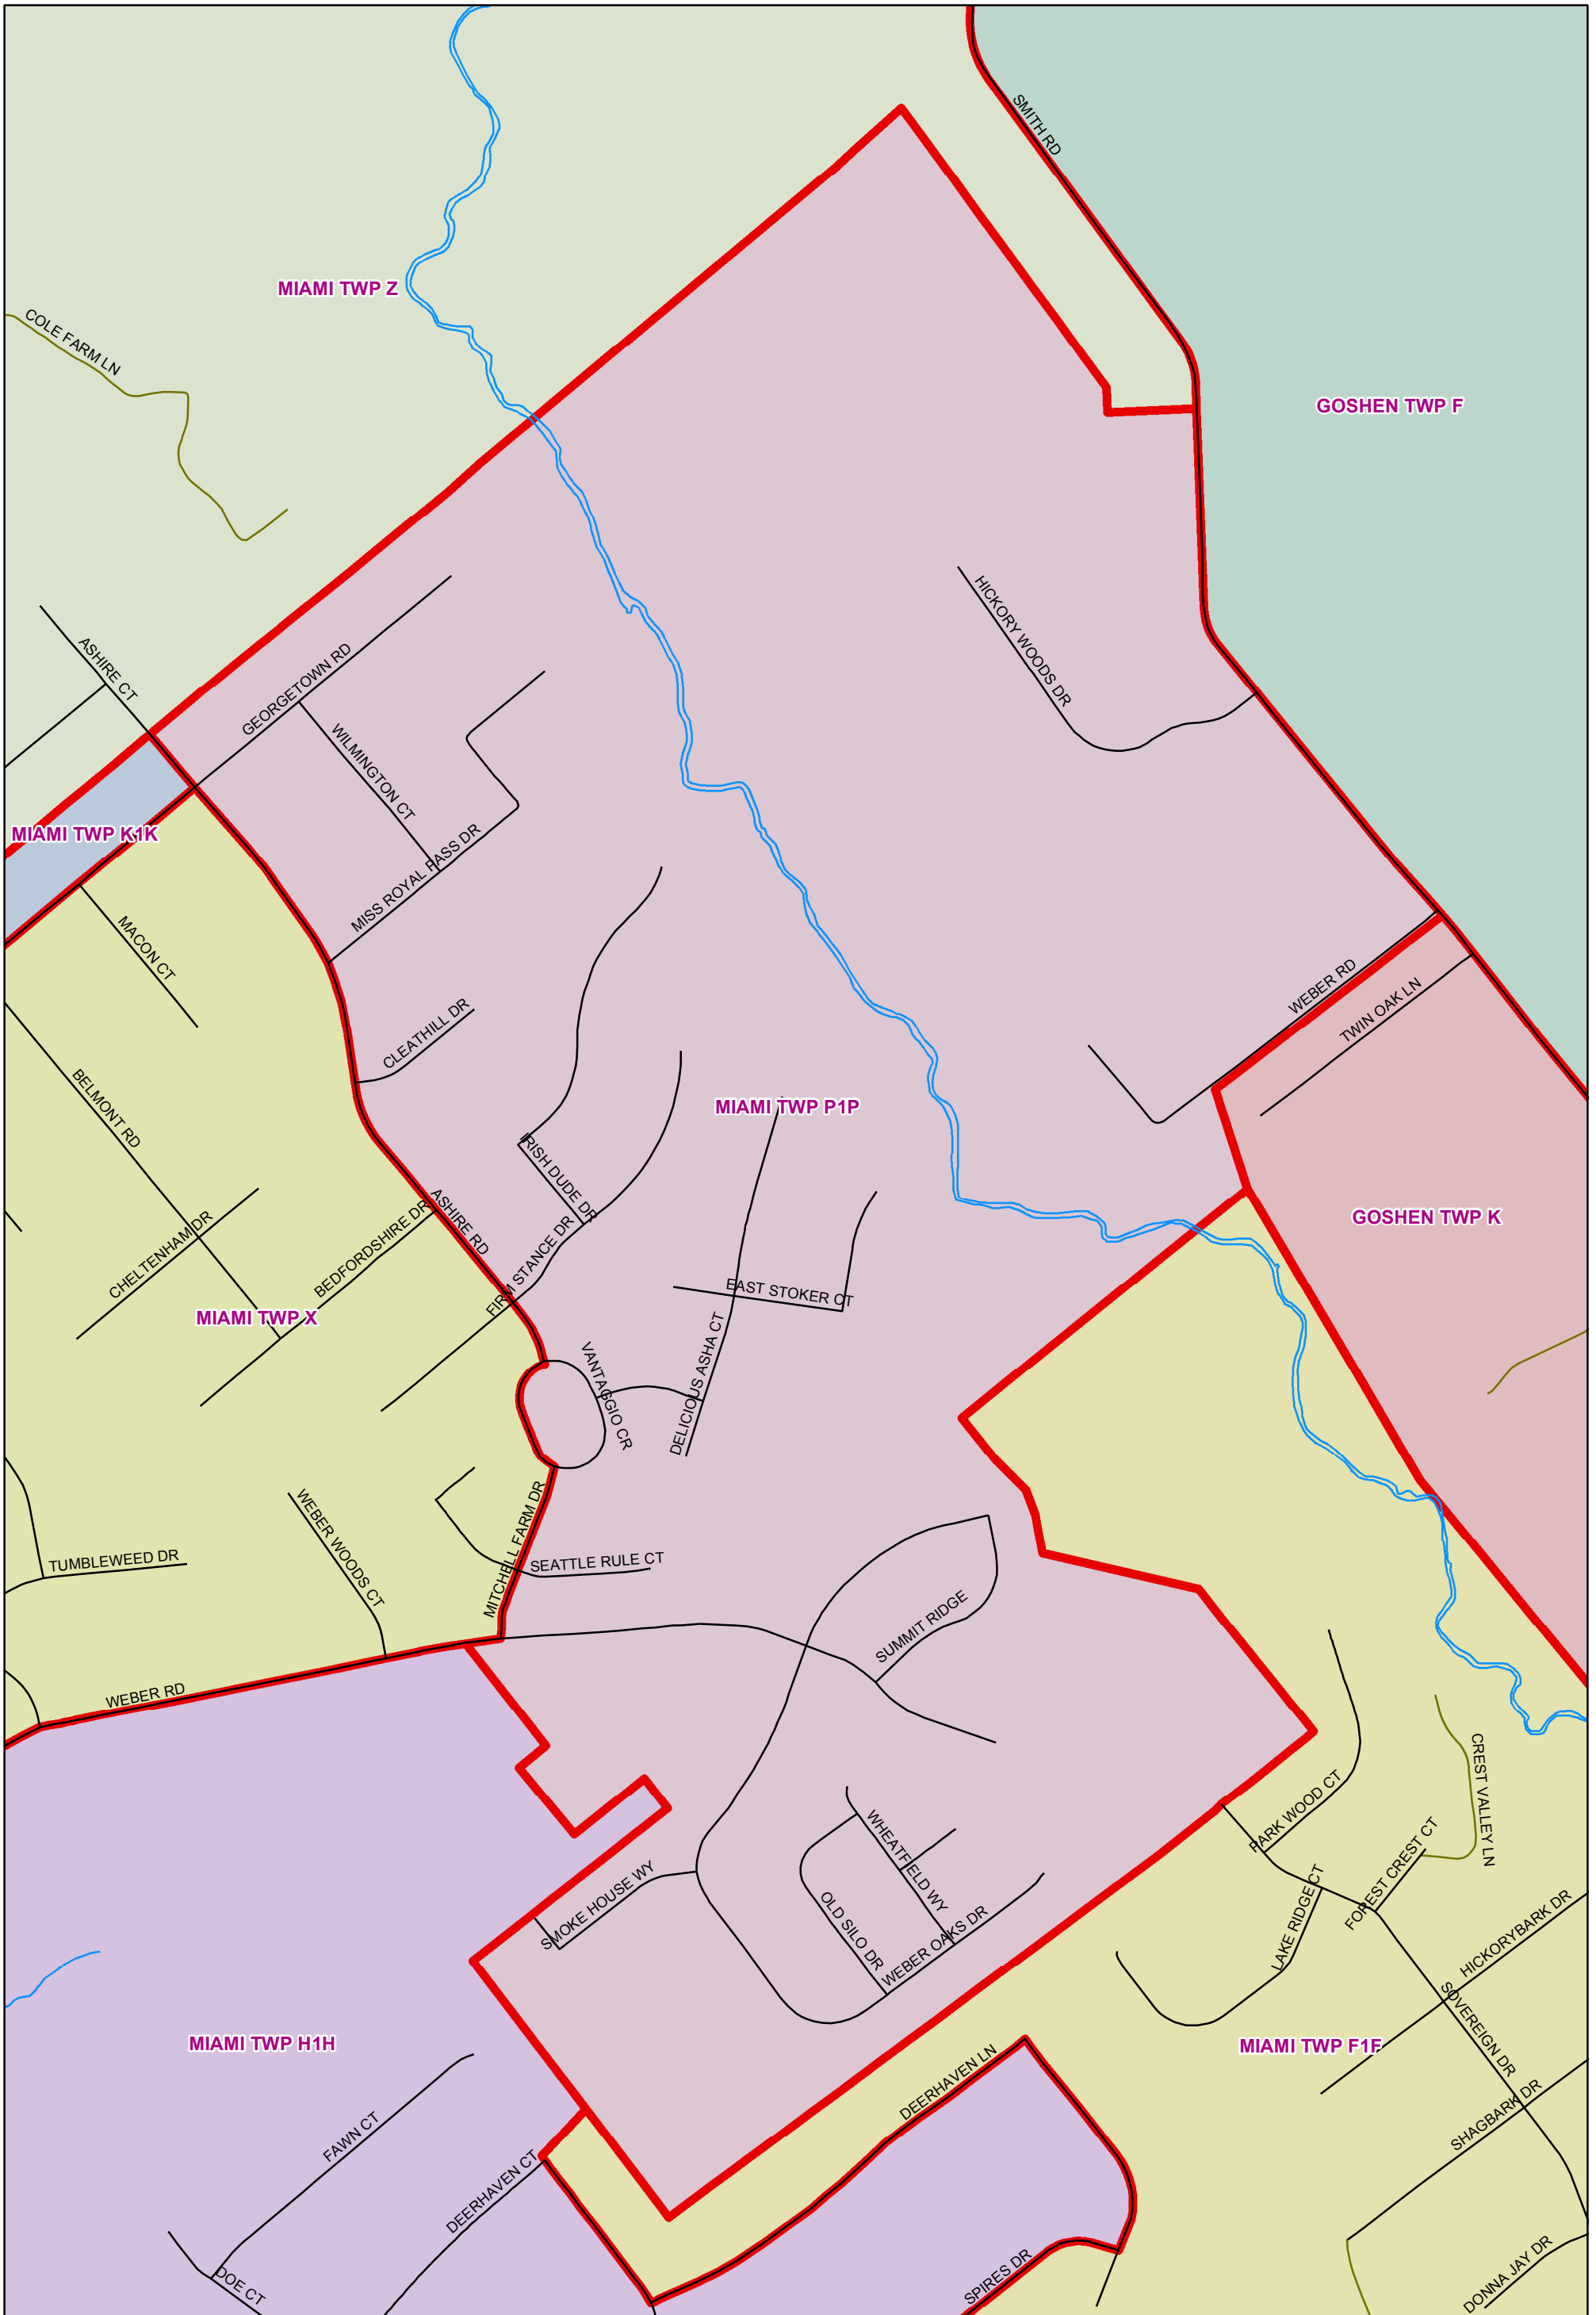 SMITH RD
MIAMI TWP Z
COLE FARM LN
GOSHEN TWP F
HICKORY WOODS DR
ASHIRE CT
GEORGETOWN RD
WILMINGTON CT
MIAMI TWP K1K
MISS ROYAL PASS DR
MACON CT
WEBER RD
TWIN OAK LN
CLEATHILL DR
BELMONT RD
MIAMI TWP P1P
IRISH DUDE DR
ASHIRE RD
CHELTENHAM DR
BEDFORDSHIRE DR
GOSHEN TWP K
FIRM STANCE DR
EAST STOKER CT
MIAMI TWP X
VANTAGGIO CR
DELICIOUS ASHA CT
MITCHELL FARM DR
WEBER WOODS CT
TUMBLEWEED DR
SEATTLE RULE CT
SUMMIT RIDGE
WEBER RD
CREST VALLEY LN
PARK WOOD CT
WHEATFIELD WY
FOREST CREST CT
SMOKE HOUSE WY
OLD SILO DR
WEBER OAKS DR
LAKE RIDGE CT
HICKORYBARK DR
SOVEREIGN DR
MIAMI TWP H1H
MIAMI TWP F1F
DEERHAVEN LN
SHAGBARK DR
FAWN CT
DEERHAVEN CT
DOE CT
SPIRES DR
DONNA JAY DR